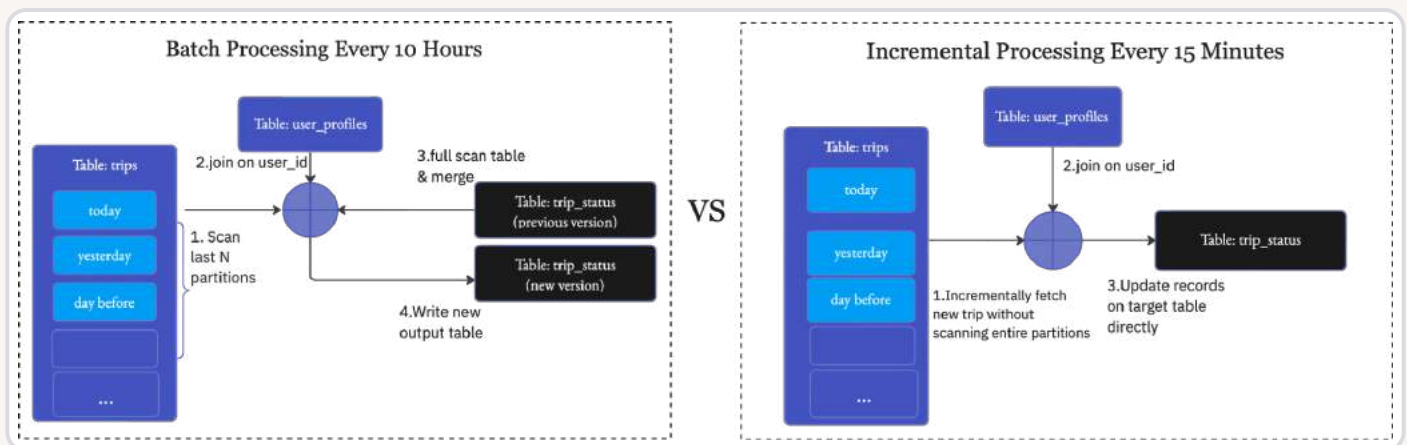 Batch Processing Every 10 Hours
Table: user_profiles
Table: trips
2.join on user_id
3.full scan table
& merge
today
yesterday
day before
...
1. Scan
last N
partitions
Table: trip_status
(previous version)
Table: trip_status
(new version)
4.Write new
output table
VS
Incremental Processing Every 15 Minutes
Table: user_profiles
Table: trips
2.join on user_id
today
yesterday
day before
...
Table: trip_status
1.Incrementally fetch
new trip without
scanning entire partitions
3.Update records
on target table
directly